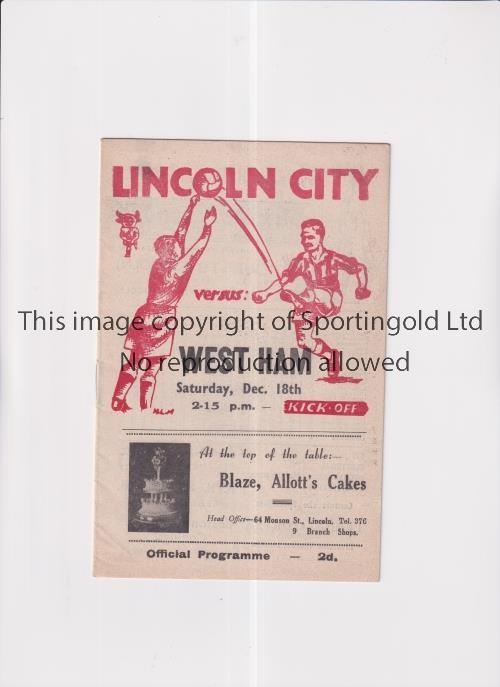 LINCOLN CITY
versus:
This image copyright of Sportingold Ltd
WEST HAM
No reproduction allowed
Saturday, Dec. 18th
2-15 p.m. — KICK-OFF
At the top of the table:—
Blaze, Allott's Cakes
Head Office—64 Monson St., Lincoln. Tel. 376
9 Branch Shops.
Official Programme — 2d.